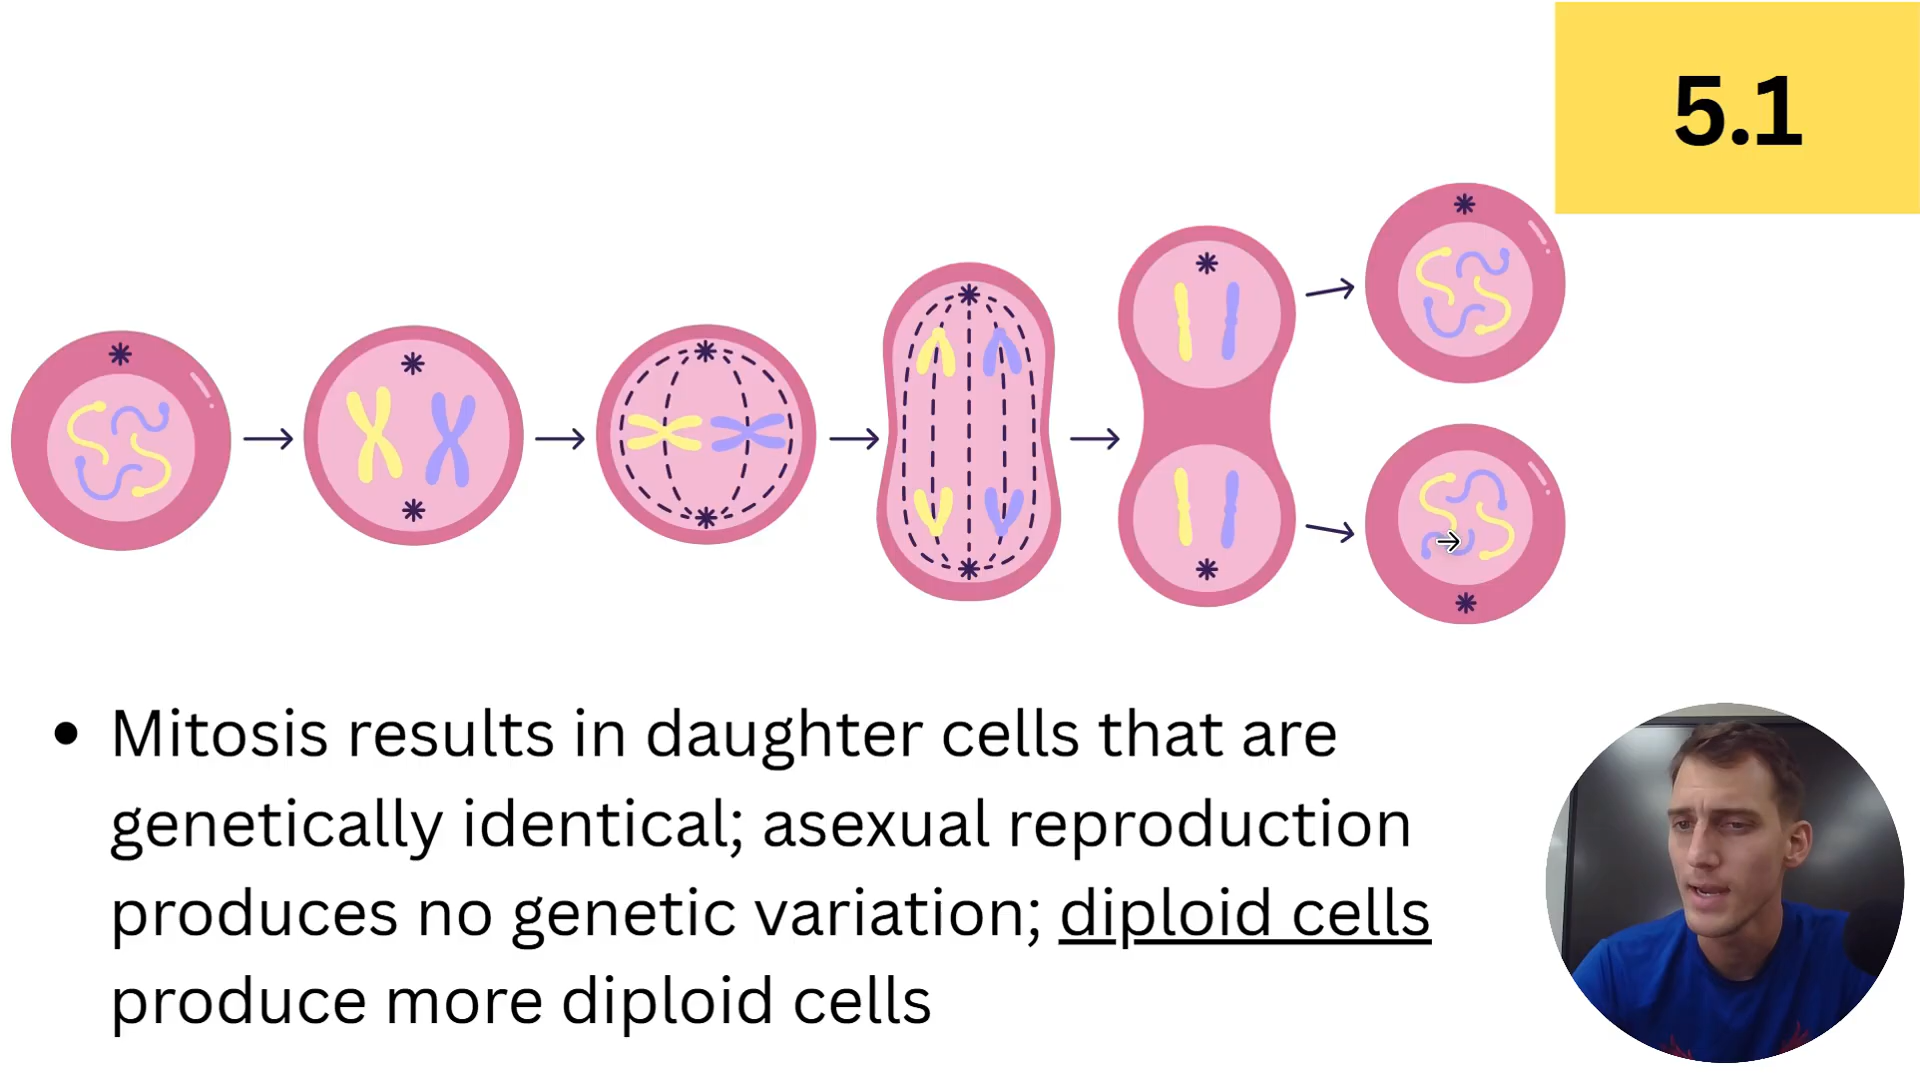 5.1
• Mitosis results in daughter cells that are
genetically identical; asexual reproduction
produces no genetic variation; diploid cells
produce more diploid cells